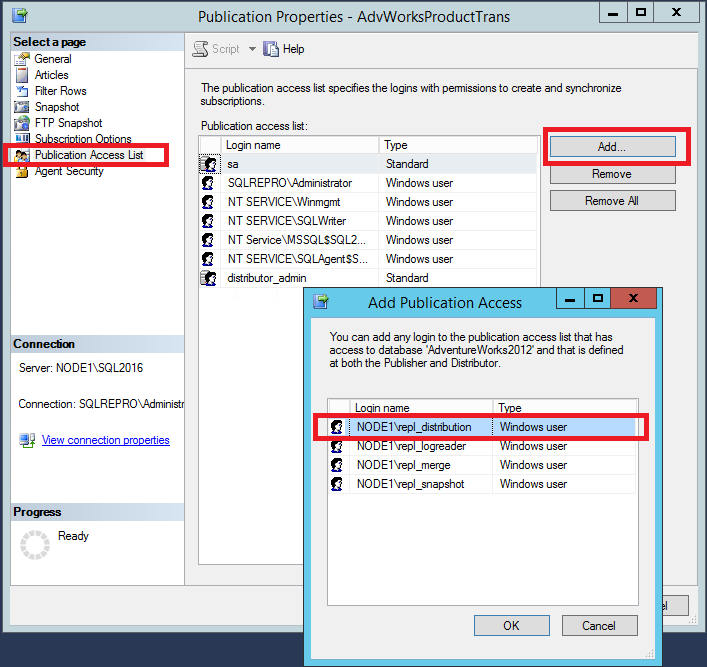 Publication Properties - AdvWorksProductTrans
Select a page
General
Articles
Filter Rows
Snapshot
FTP Snapshot
Subscription Options
Publication Access List
Agent Security
Script
Help
The publication access list specifies the logins with permissions to create and synchronize
subscriptions.
Publication access list:
Login name Type
sa Standard
SQLREPRO\Administrator Windows user
NT SERVICE\Winmgmt Windows user
NT SERVICE\SQLWriter Windows user
NT Service\MSSQL$SQL2... Windows user
NT SERVICE\SQLAgent$S... Windows user
distributor_admin Standard
Add...
Remove
Remove All
Connection
Server: NODE1\SQL2016
Connection: SQLREPRO\Administr
View connection properties
Progress
Ready
Add Publication Access
You can add any login to the publication access list that has
access to database 'AdventureWorks2012' and that is defined
at both the Publisher and Distributor.
Login name Type
NODE1\repl_distribution Windows user
NODE1\repl_logreader Windows user
NODE1\repl_merge Windows user
NODE1\repl_snapshot Windows user
OK
Cancel